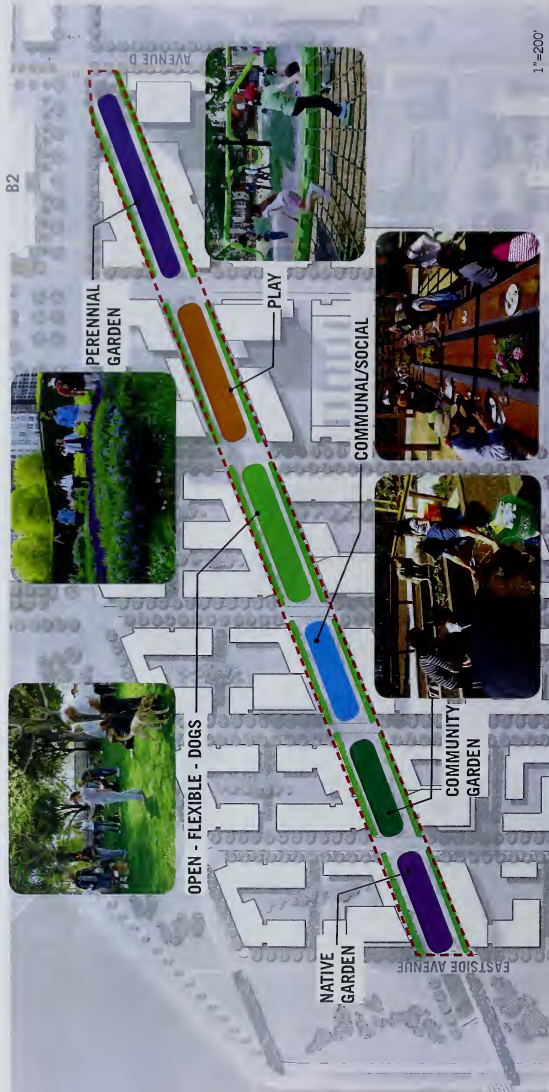 B2
AVENUE D
PERENNIAL
GARDEN
PLAY
OPEN - FLEXIBLE - DOGS
COMMUNAL/SOCIAL
COMMUNITY
GARDEN
NATIVE
GARDEN
EASTSIDE AVENUE
1"=200'